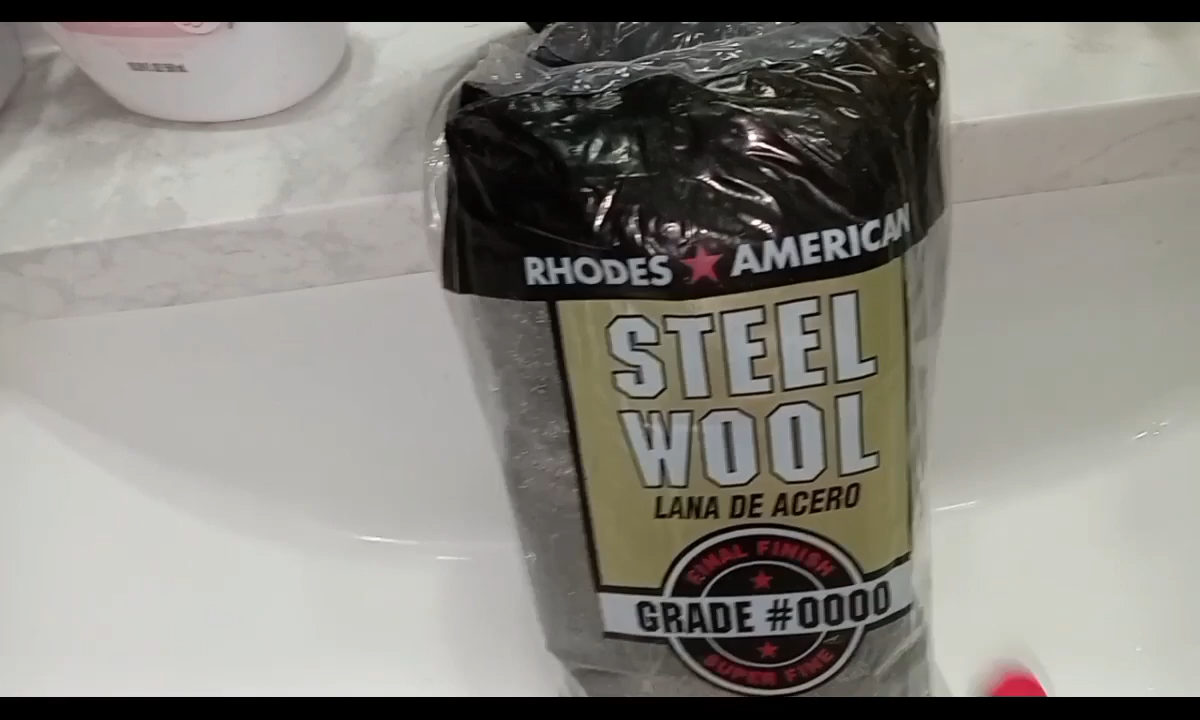 RHODES AMERICAN
STEEL
WOOL
LANA DE ACERO
FINAL FINISH
GRADE #0000
SUPER FINE